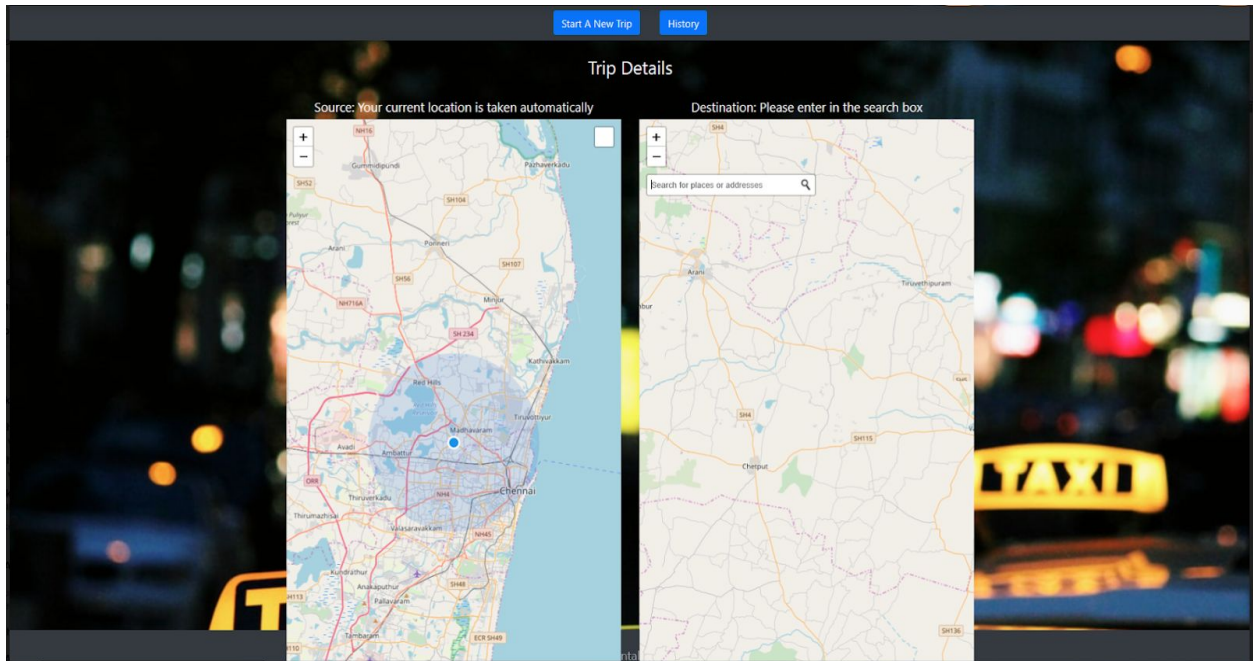 Start A New Trip
History
Trip Details
Source: Your current location is taken automatically
Destination: Please enter in the search box
+
−
NH16
Gummidipundi
Pazhaverkadu
SH52
SH104
Pulyur
Arani
Ponneri
SH107
SH56
NH716A
Minjur
SH 234
Kathivakkam
Red Hills
Tiruvottiyur
Madhavaram
Avadi
Ambattur
ORR
Chennai
NH4
Thiruverkadu
Thirumazhisai
Valasaravakkam
NH45
Kundrathur
Anakaputhur
SH48
SH113
Pallavaram
Tambaram
ECR SH49
+
−
SH4
Search for places or addresses
Arani
Tiruvethipuram
SH4
SH115
Chetput
SH136
TAXI